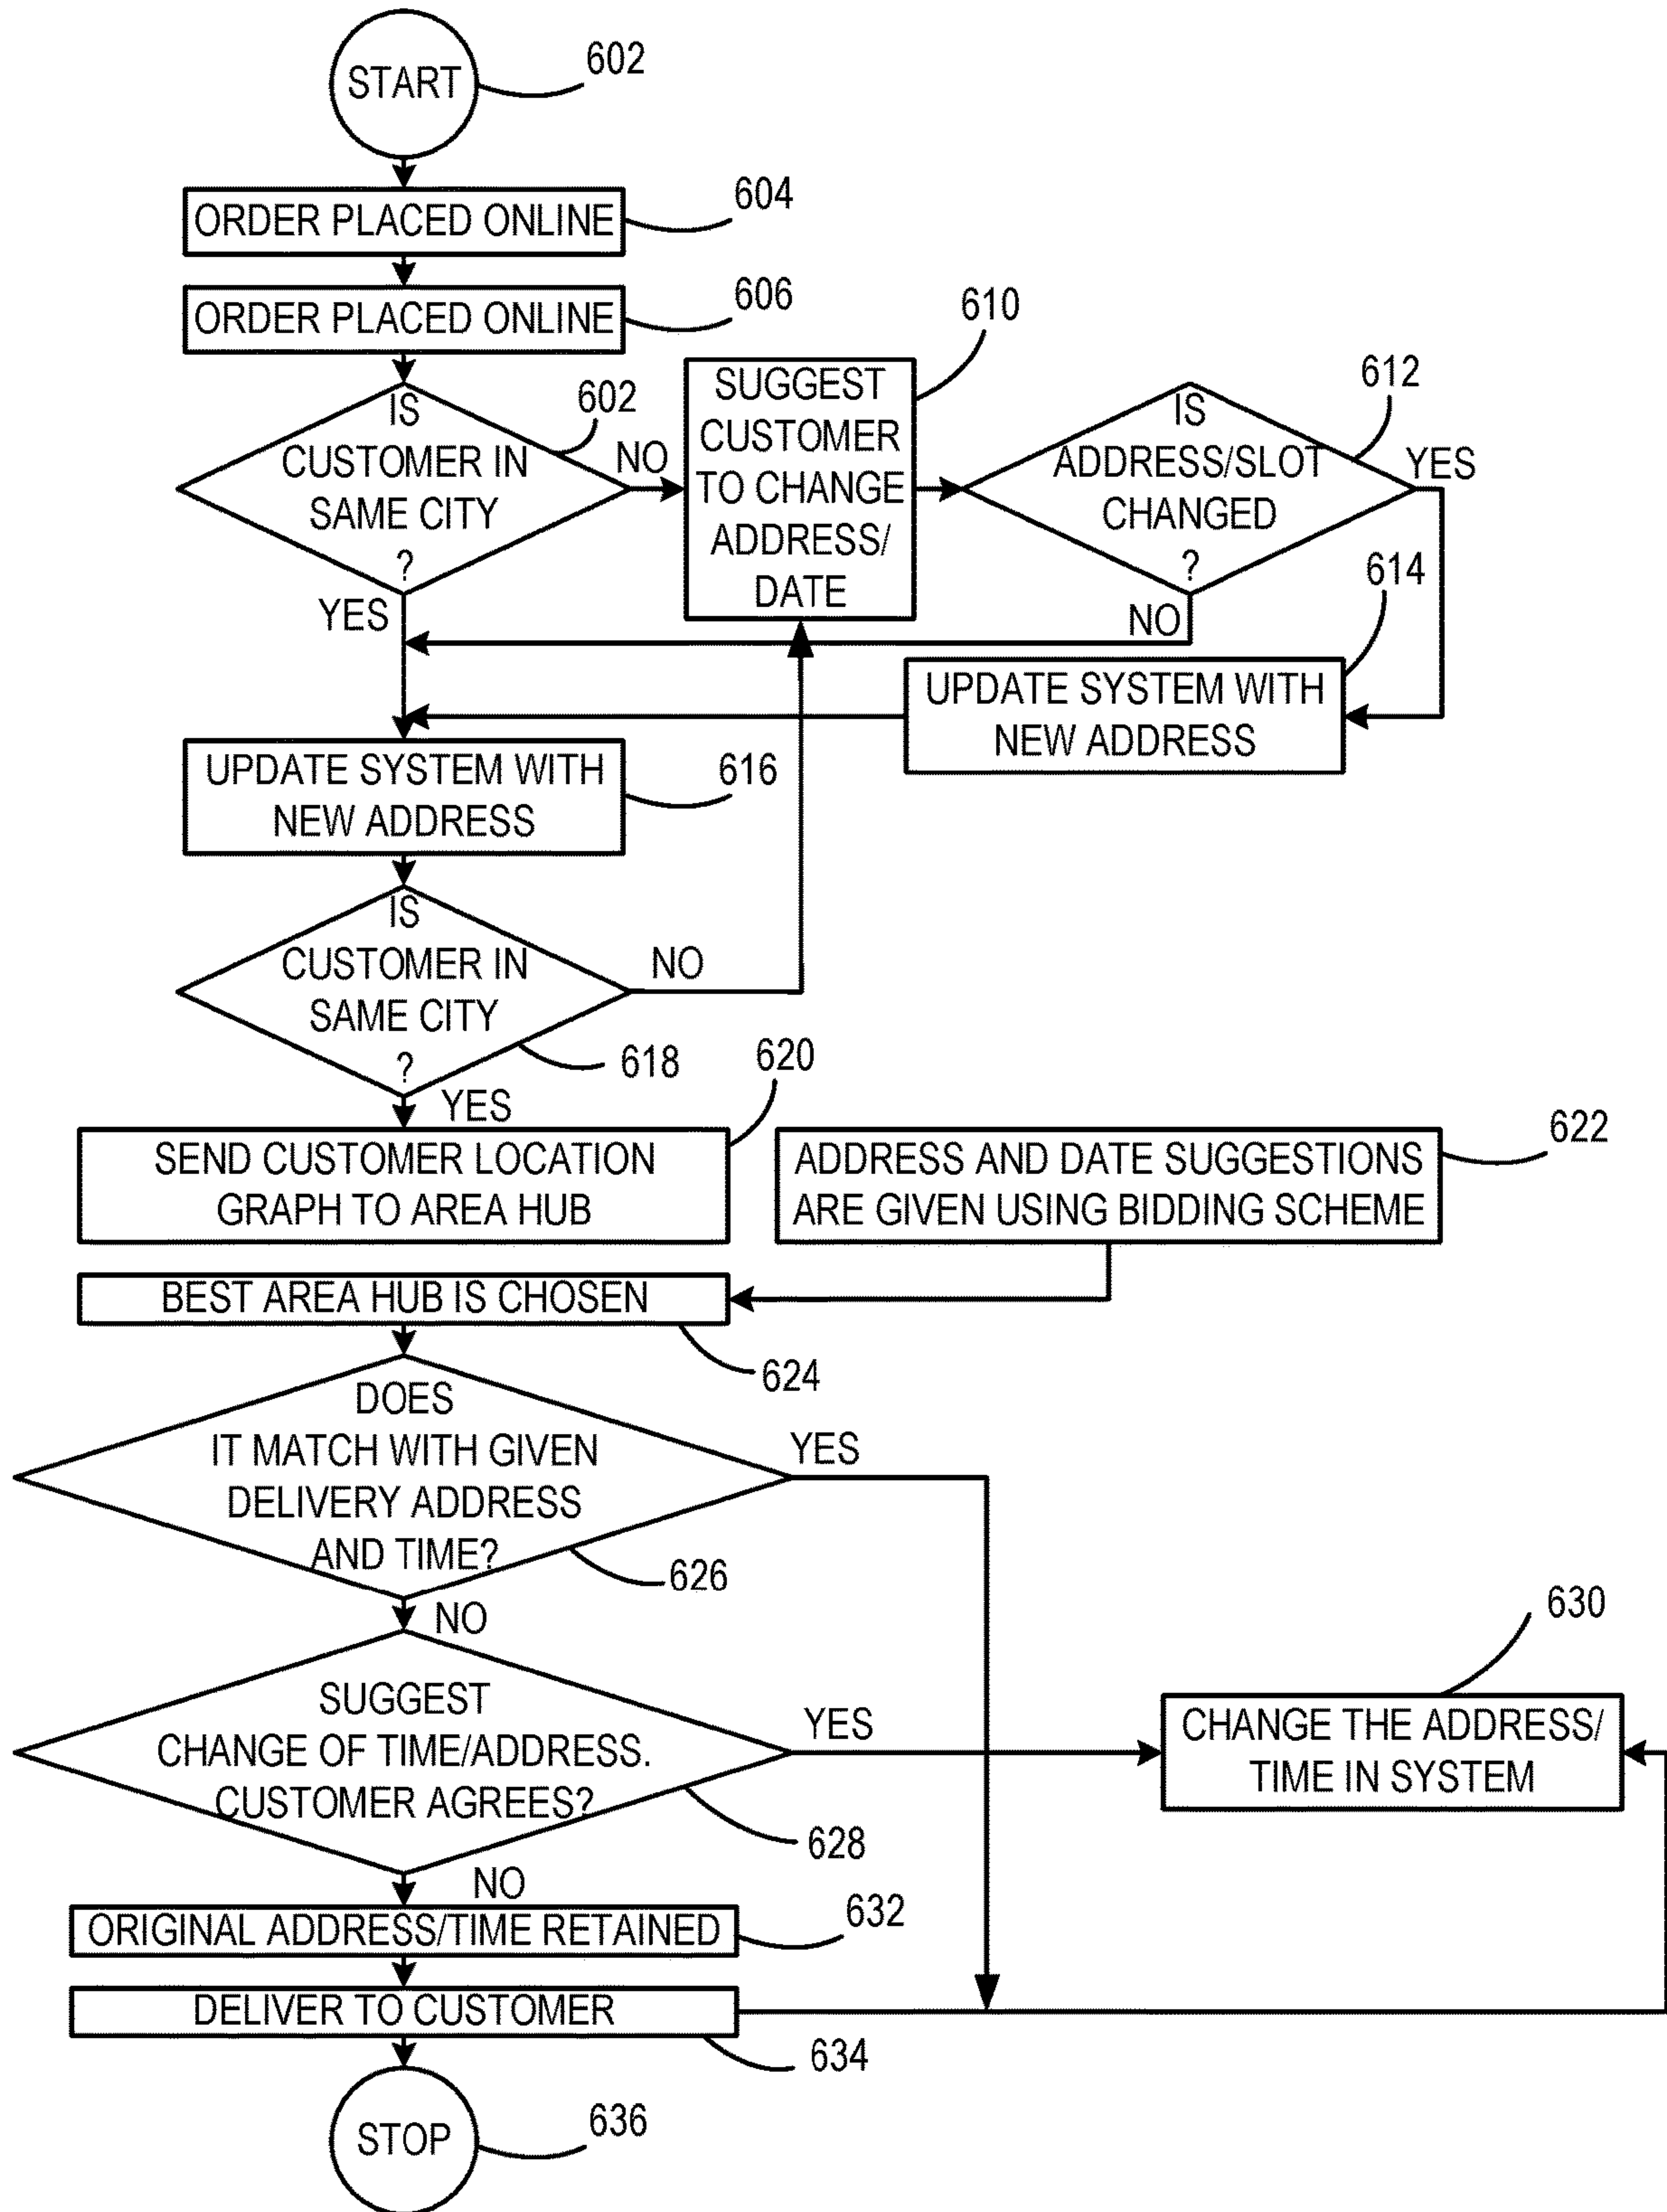 START
602
ORDER PLACED ONLINE
604
ORDER PLACED ONLINE
606
IS
CUSTOMER IN
SAME CITY
?
602
NO
YES
SUGGEST
CUSTOMER
TO CHANGE
ADDRESS/
DATE
610
IS
ADDRESS/SLOT
CHANGED
?
612
YES
NO
UPDATE SYSTEM WITH
NEW ADDRESS
614
UPDATE SYSTEM WITH
NEW ADDRESS
616
IS
CUSTOMER IN
SAME CITY
?
NO
618
YES
SEND CUSTOMER LOCATION
GRAPH TO AREA HUB
620
ADDRESS AND DATE SUGGESTIONS
ARE GIVEN USING BIDDING SCHEME
622
BEST AREA HUB IS CHOSEN
624
DOES
IT MATCH WITH GIVEN
DELIVERY ADDRESS
AND TIME?
YES
626
NO
SUGGEST
CHANGE OF TIME/ADDRESS.
CUSTOMER AGREES?
YES
628
NO
CHANGE THE ADDRESS/
TIME IN SYSTEM
630
ORIGINAL ADDRESS/TIME RETAINED
632
DELIVER TO CUSTOMER
634
STOP
636